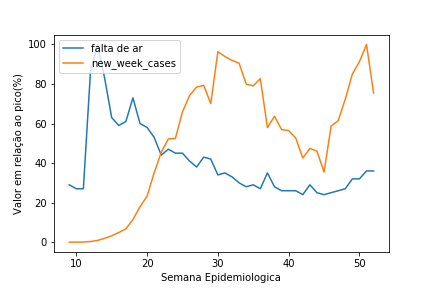 falta de ar
new_week_cases
Valor em relação ao pico(%)
100
80
60
40
20
0
10
20
30
40
50
Semana Epidemiologica